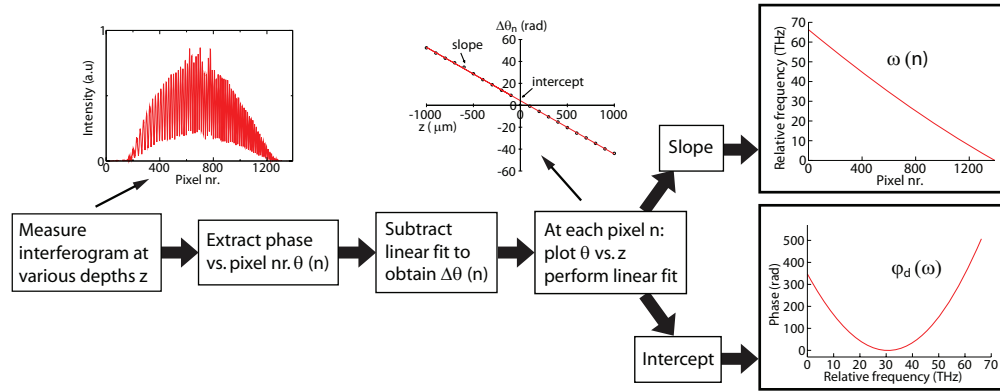 1
Intensity (a.u)
0
400
800
1200
Pixel nr.
Δθn (rad)
60
40
20
0
-20
-40
-60
slope
intercept
-1000
-500
0
500
1000
z ( μm)
70
60
50
40
30
20
10
0
Relative frequency (THz)
ω (n)
0
400
800
1200
Pixel nr.
Slope
Measure
interferogram at
various depths z
Extract phase
vs. pixel nr. θ (n)
Subtract
linear fit to
obtain Δθ (n)
At each pixel n:
plot θ vs. z
perform linear fit
Intercept
500
400
300
200
100
0
Phase (rad)
φd (ω)
0
10
20
30
40
50
60
70
Relative frequency (THz)